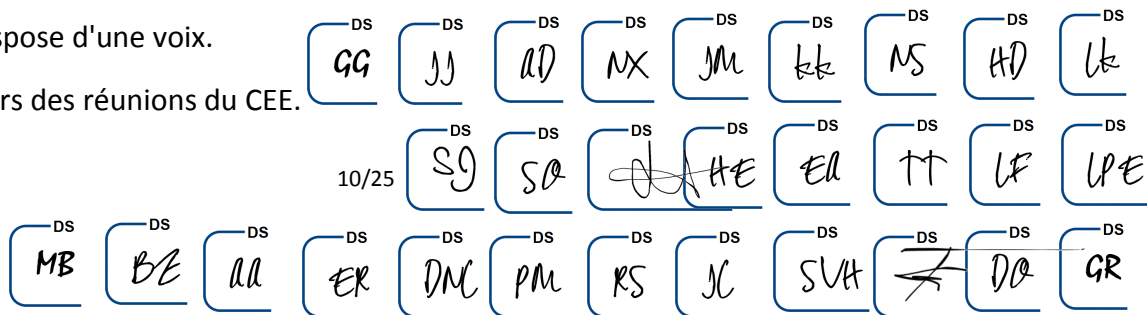 spose d'une voix.
DS DS DS DS DS DS DS DS DS
GG JJ AD NX JM kk NS HD Lk
rs des réunions du CEE.
DS DS DS DS DS DS DS DS
10/25 SJ SO HE EA TT LF LPE
DS DS DS DS DS DS DS DS DS DS DS DS
MB BZ AA ER DNC PM RS JC SVH DO GR